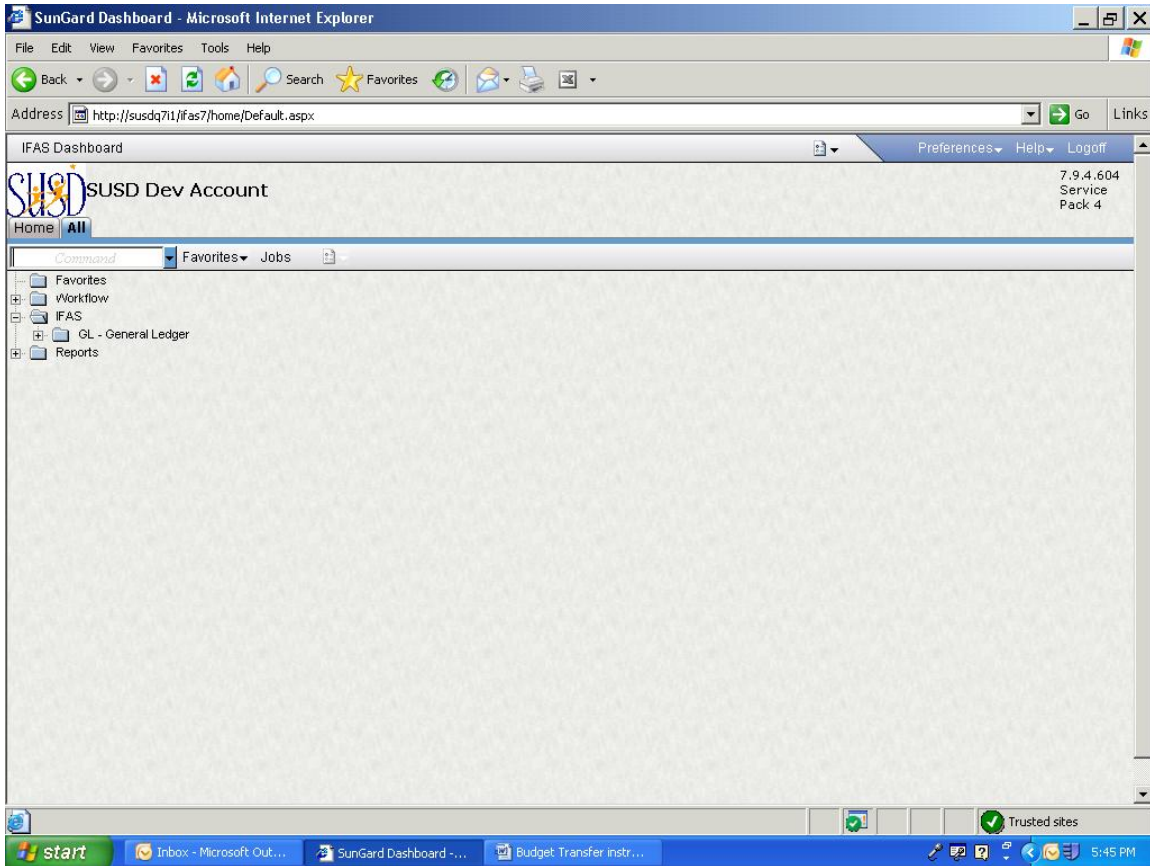 SunGard Dashboard - Microsoft Internet Explorer
File Edit View Favorites Tools Help
Back Search Favorites
Address http://susdq7i1/ifas7/home/Default.aspx Go Links
IFAS Dashboard Preferences Help Logoff
SUSD SUSD Dev Account
7.9.4.604
Service
Pack 4
Home All
Command Favorites Jobs
Favorites
Workflow
IFAS
GL - General Ledger
Reports
Trusted sites
start Inbox - Microsoft Out... SunGard Dashboard -... Budget Transfer instr... 5:45 PM